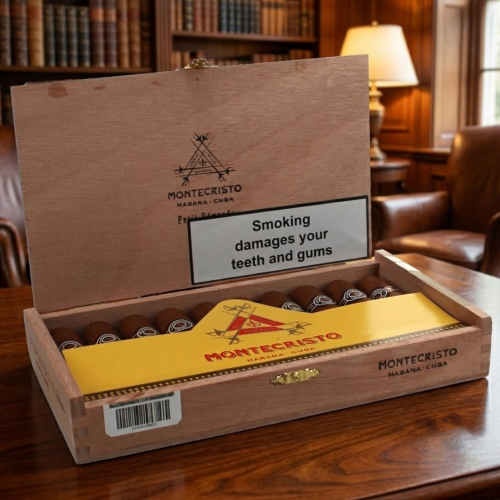 MONTECRISTO
HABANA · CUBA
Petit Edmundo
Smoking
damages your
teeth and gums
MONTECRISTO
HABANA · CUBA
MONTECRISTO
HABANA · CUBA